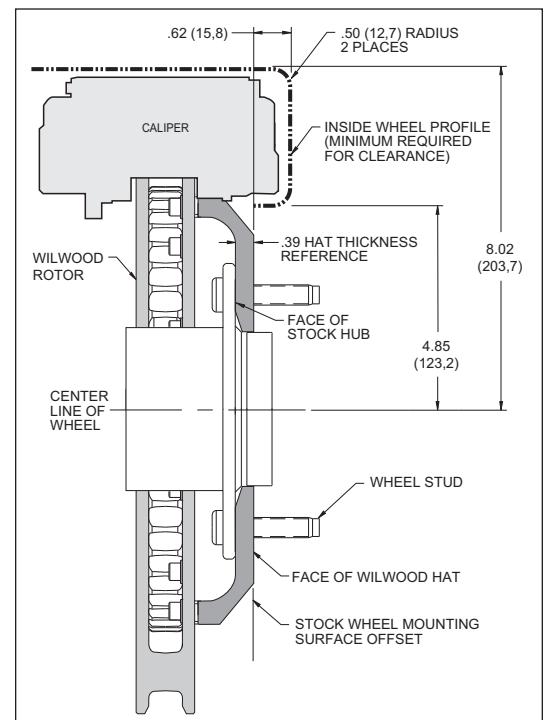 .62 (15,8)
.50 (12,7) RADIUS
2 PLACES
CALIPER
INSIDE WHEEL PROFILE
(MINIMUM REQUIRED
FOR CLEARANCE)
.39 HAT THICKNESS
REFERENCE
8.02
(203,7)
WILWOOD
ROTOR
FACE OF
STOCK HUB
4.85
(123,2)
CENTER
LINE OF
WHEEL
WHEEL STUD
FACE OF WILWOOD HAT
STOCK WHEEL MOUNTING
SURFACE OFFSET